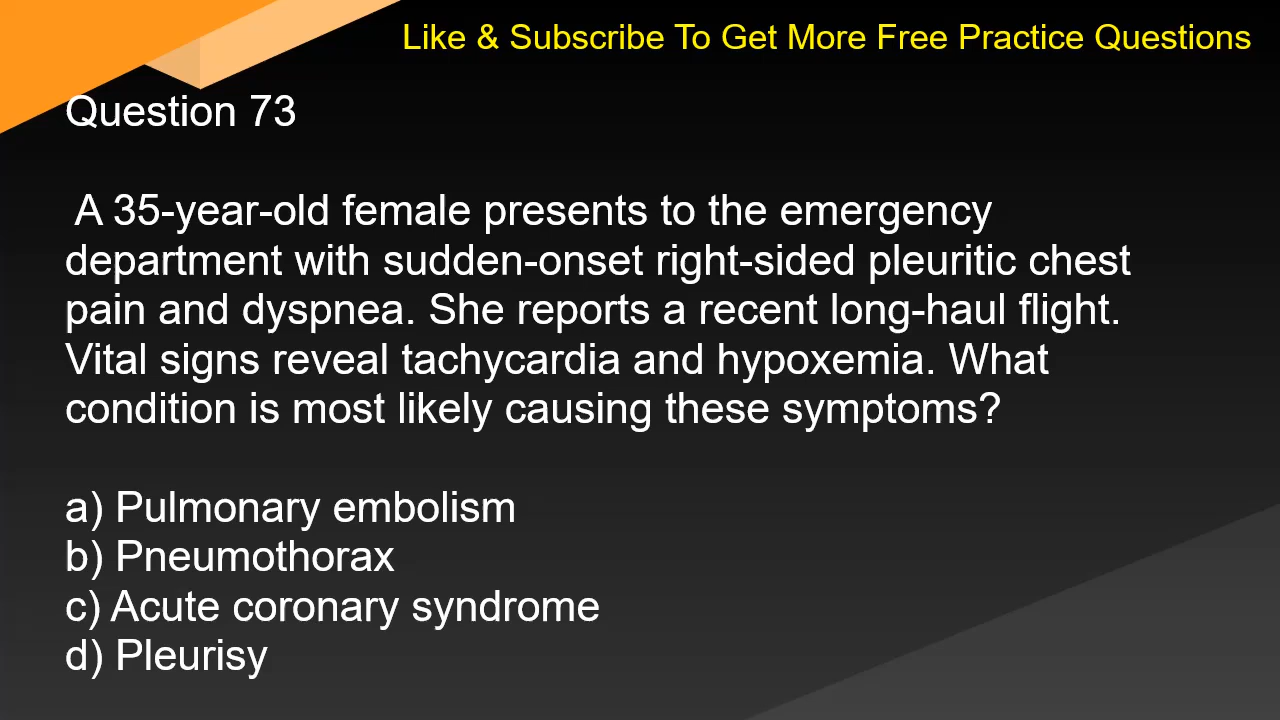 Like & Subscribe To Get More Free Practice Questions
Question 73
A 35-year-old female presents to the emergency
department with sudden-onset right-sided pleuritic chest
pain and dyspnea. She reports a recent long-haul flight.
Vital signs reveal tachycardia and hypoxemia. What
condition is most likely causing these symptoms?
a) Pulmonary embolism
b) Pneumothorax
c) Acute coronary syndrome
d) Pleurisy